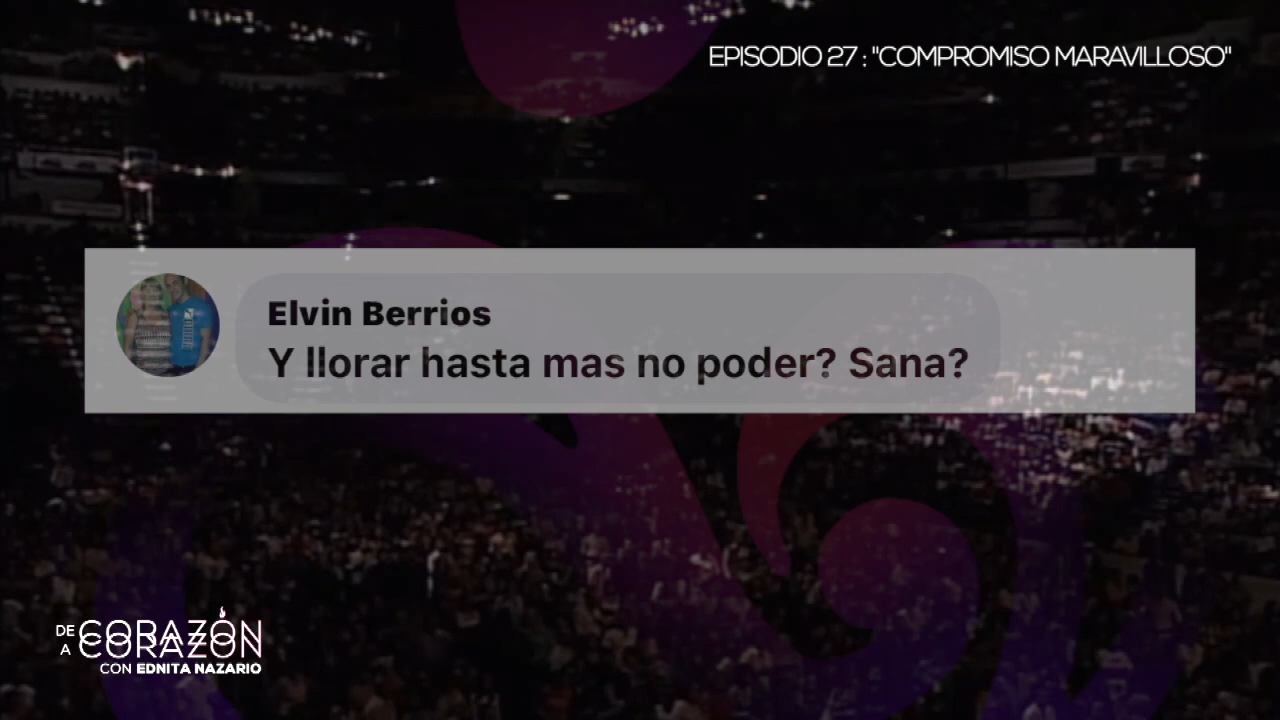 EPISODIO 27 : "COMPROMISO MARAVILLOSO"
Elvin Berrios
Y llorar hasta mas no poder? Sana?
DE CORAZÓN
A CORAZÓN
CON EDNITA NAZARIO